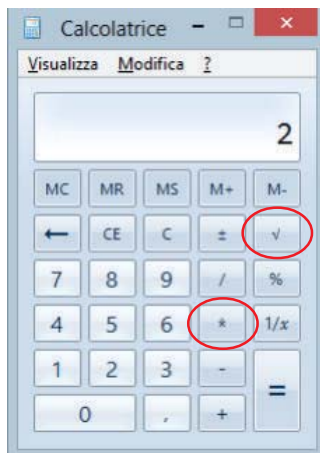 Calcolatrice
Visualizza Modifica ?
2
MC MR MS M+ M-
← CE C ± √
7 8 9 / %
4 5 6 * 1/x
1 2 3 - =
0 , +